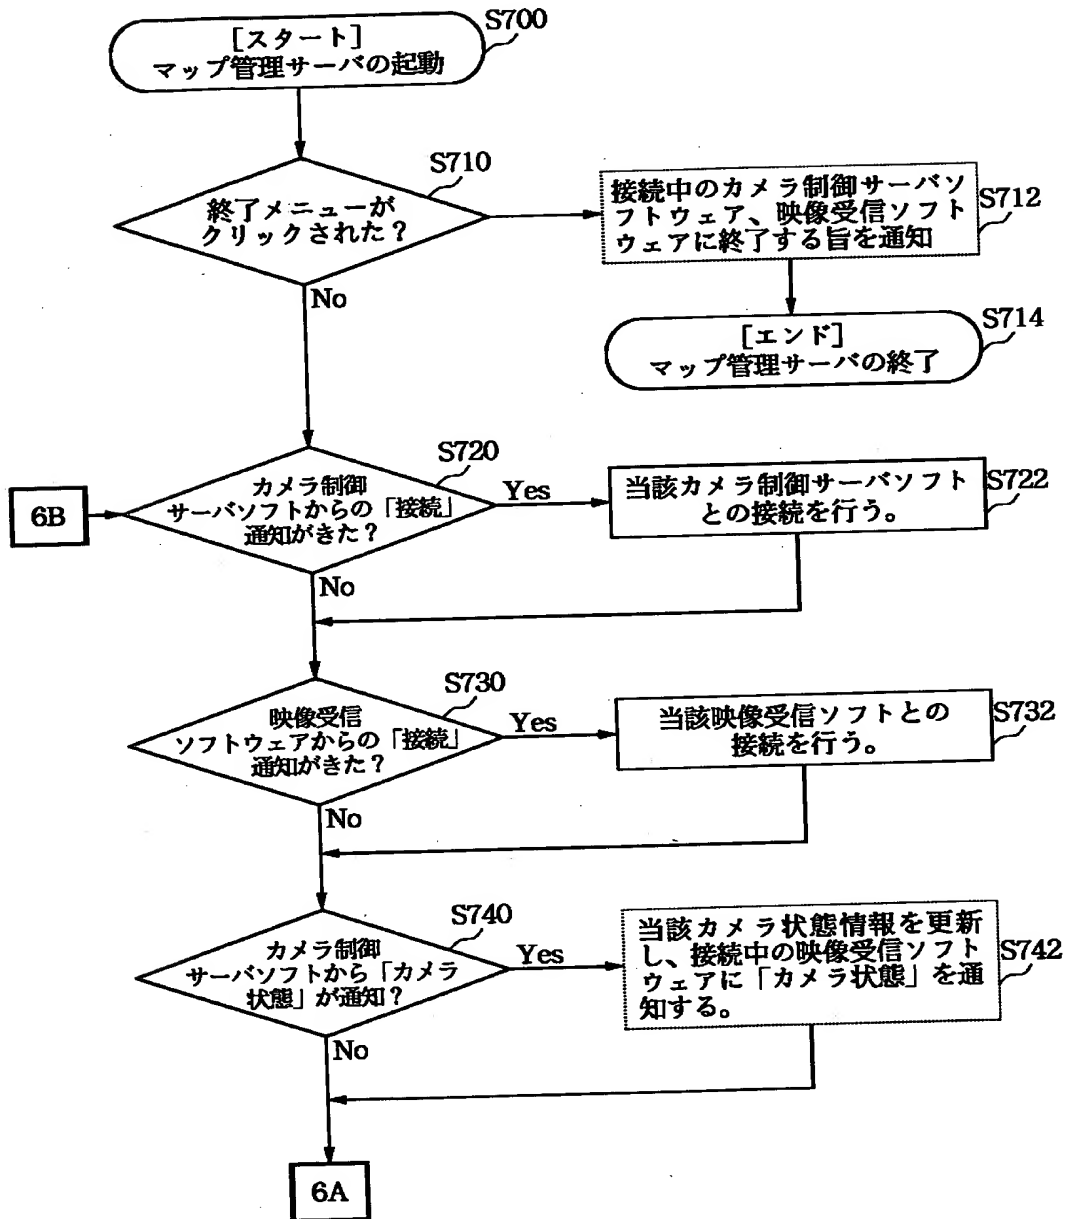 [スタート]
マップ管理サーバの起動
S700
終了メニューが
クリックされた？
S710
接続中のカメラ制御サーバソ
フトウェア、映像受信ソフト
ウェアに終了する旨を通知
S712
No
[エンド]
マップ管理サーバの終了
S714
6B
カメラ制御
サーバソフトからの「接続」
通知がきた？
S720
Yes
当該カメラ制御サーバソフト
との接続を行う。
S722
No
映像受信
ソフトウェアからの「接続」
通知がきた？
S730
Yes
当該映像受信ソフトとの
接続を行う。
S732
No
カメラ制御
サーバソフトから「カメラ
状態」が通知？
S740
Yes
当該カメラ状態情報を更新
し、接続中の映像受信ソフト
ウェアに「カメラ状態」を通
知する。
S742
No
6A